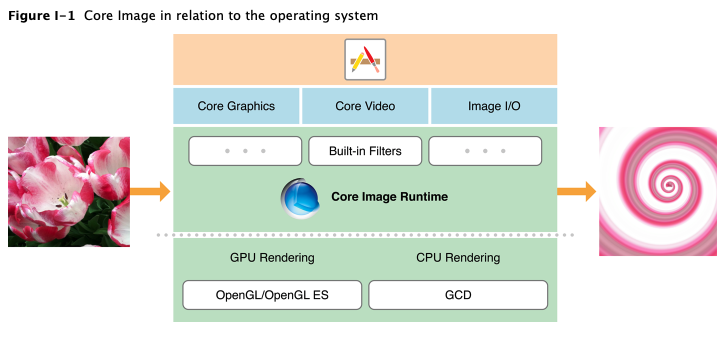 Figure I-1 Core Image in relation to the operating system
Core Graphics
Core Video
Image I/O
Built-in Filters
Core Image Runtime
GPU Rendering
CPU Rendering
OpenGL/OpenGL ES
GCD